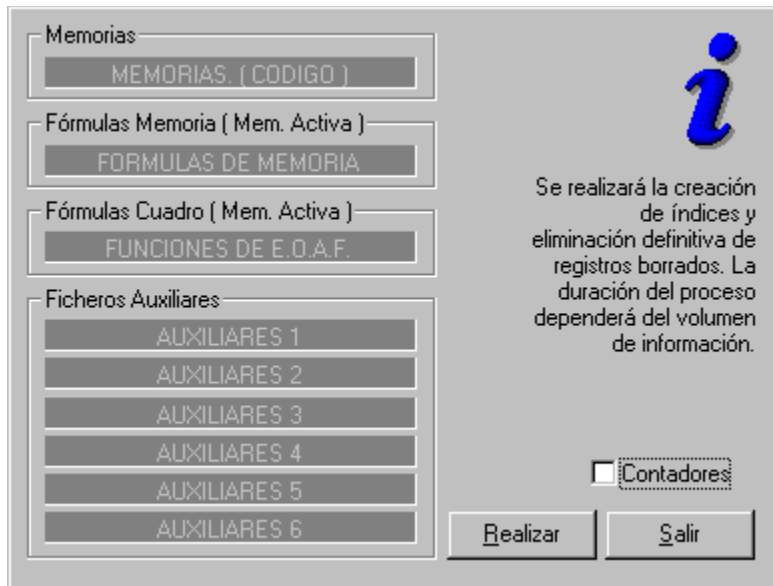 Memorias
MEMORIAS. ( CODIGO )
Fórmulas Memoria ( Mem. Activa )
FORMULAS DE MEMORIA
Fórmulas Cuadro ( Mem. Activa )
FUNCIONES DE E.O.A.F.
Ficheros Auxiliares
AUXILIARES 1
AUXILIARES 2
AUXILIARES 3
AUXILIARES 4
AUXILIARES 5
AUXILIARES 6
Se realizará la creación
de índices y
eliminación definitiva de
registros borrados. La
duración del proceso
dependerá del volumen
de información.
Contadores
Realizar
Salir